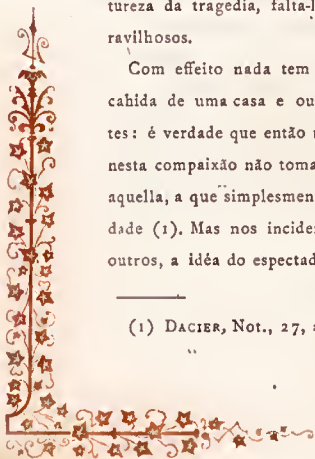 tureza da tragedia, falta-l
ravilhosos.
Com effeito nada tem
cahida de uma casa e ou
tes: é verdade que então
nesta compaixão não toma
aquella, a que simplesmen
dade (1). Mas nos incide
outros, a idéa do espectad
(1) DACIER, Not., 27,